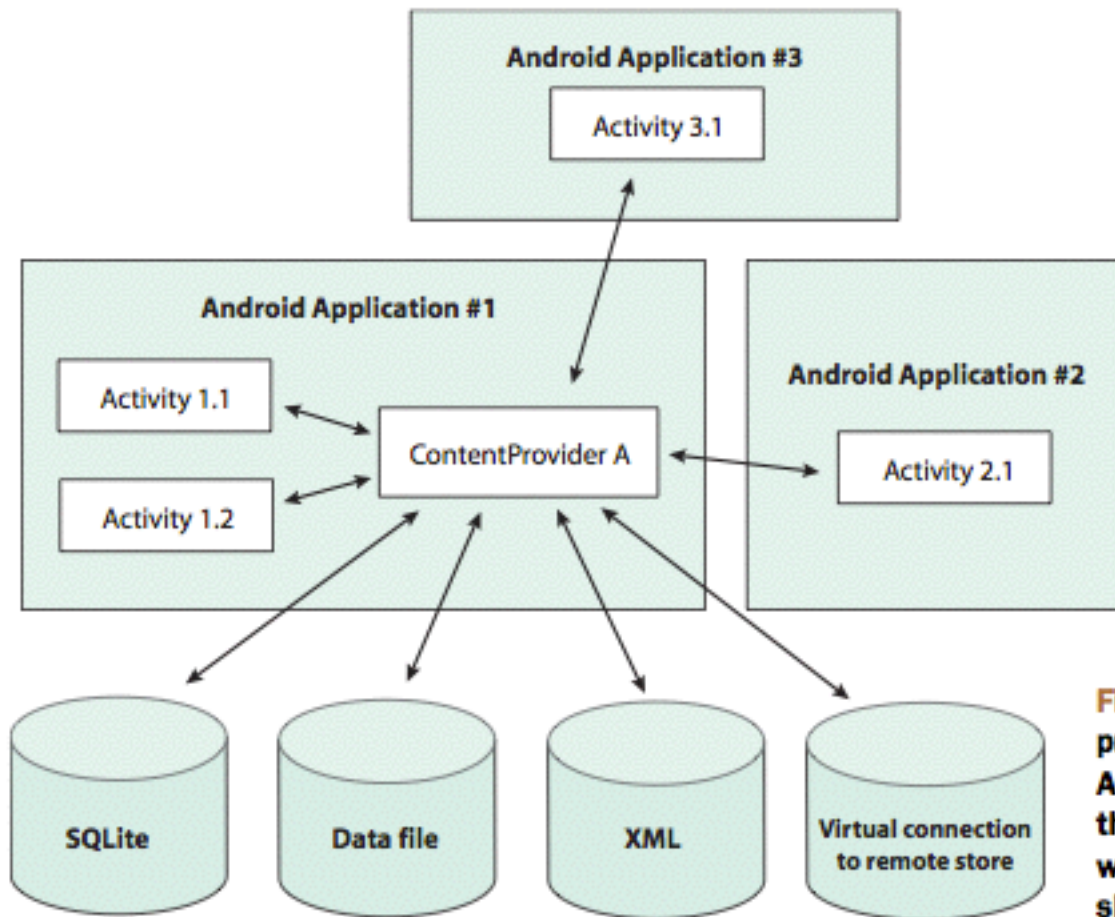 Android Application #3
Activity 3.1
Android Application #1
Activity 1.1
Activity 1.2
ContentProvider A
Android Application #2
Activity 2.1
SQLite
Data file
XML
Virtual connection
to remote store